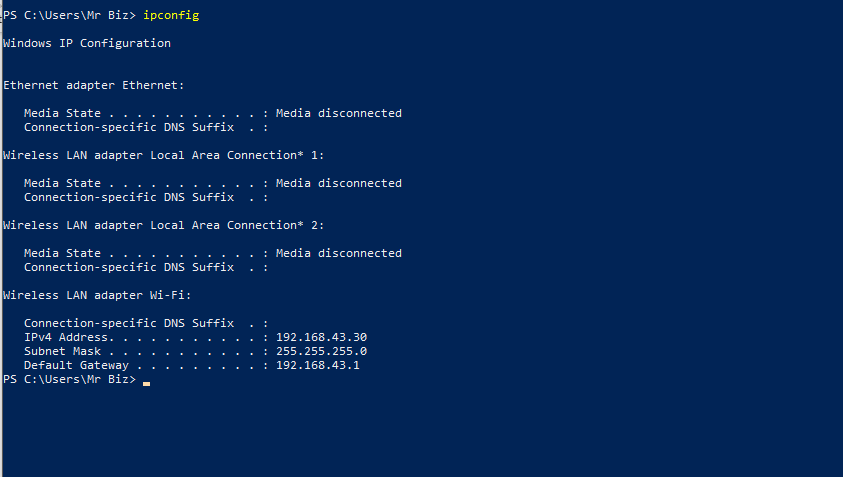 PS C:\Users\Mr Biz> ipconfig
Windows IP Configuration
Ethernet adapter Ethernet:
   Media State . . . . . . . . . . . : Media disconnected
   Connection-specific DNS Suffix  . :
Wireless LAN adapter Local Area Connection* 1:
   Media State . . . . . . . . . . . : Media disconnected
   Connection-specific DNS Suffix  . :
Wireless LAN adapter Local Area Connection* 2:
   Media State . . . . . . . . . . . : Media disconnected
   Connection-specific DNS Suffix  . :
Wireless LAN adapter Wi-Fi:
   Connection-specific DNS Suffix  . :
   IPv4 Address. . . . . . . . . . . : 192.168.43.30
   Subnet Mask . . . . . . . . . . . : 255.255.255.0
   Default Gateway . . . . . . . . . : 192.168.43.1
PS C:\Users\Mr Biz>